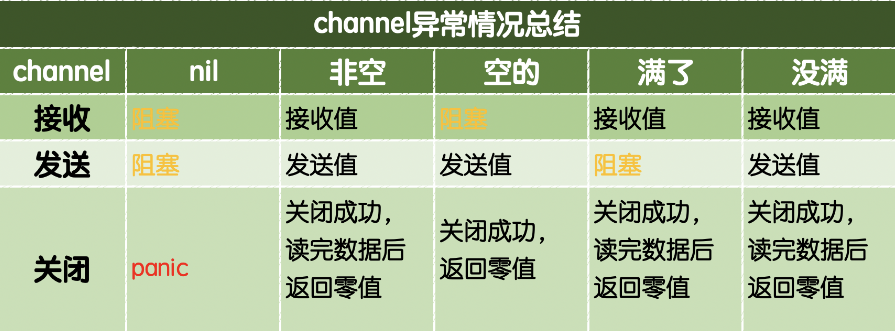 channel异常情况总结
channel nil 非空 空的 满了 没满
接收 阻塞 接收值 阻塞 接收值 接收值
发送 阻塞 发送值 发送值 阻塞 发送值
关闭 panic 关闭成功，读完数据后返回零值 关闭成功，返回零值 关闭成功，读完数据后返回零值 关闭成功，读完数据后返回零值